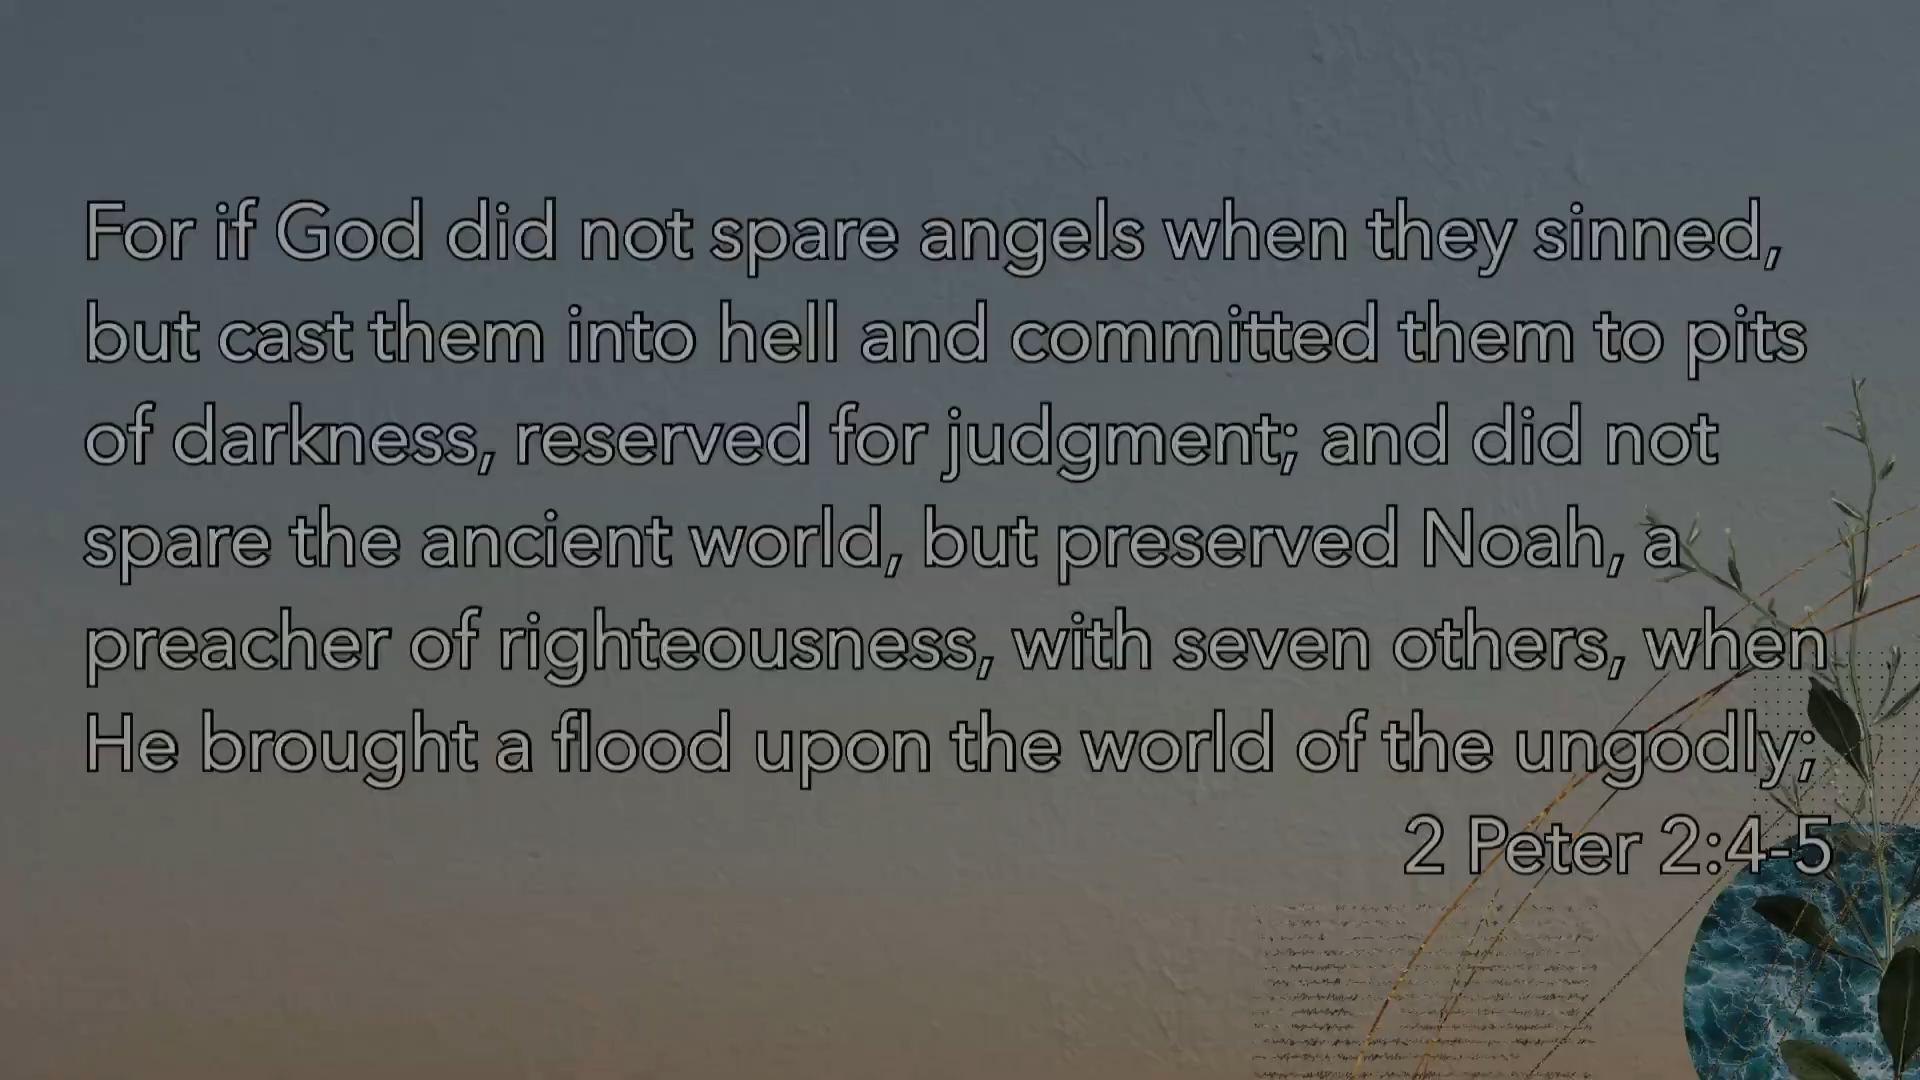 For if God did not spare angels when they sinned,
but cast them into hell and committed them to pits
of darkness, reserved for judgment; and did not
spare the ancient world, but preserved Noah, a
preacher of righteousness, with seven others, when
He brought a flood upon the world of the ungodly;
2 Peter 2:4-5